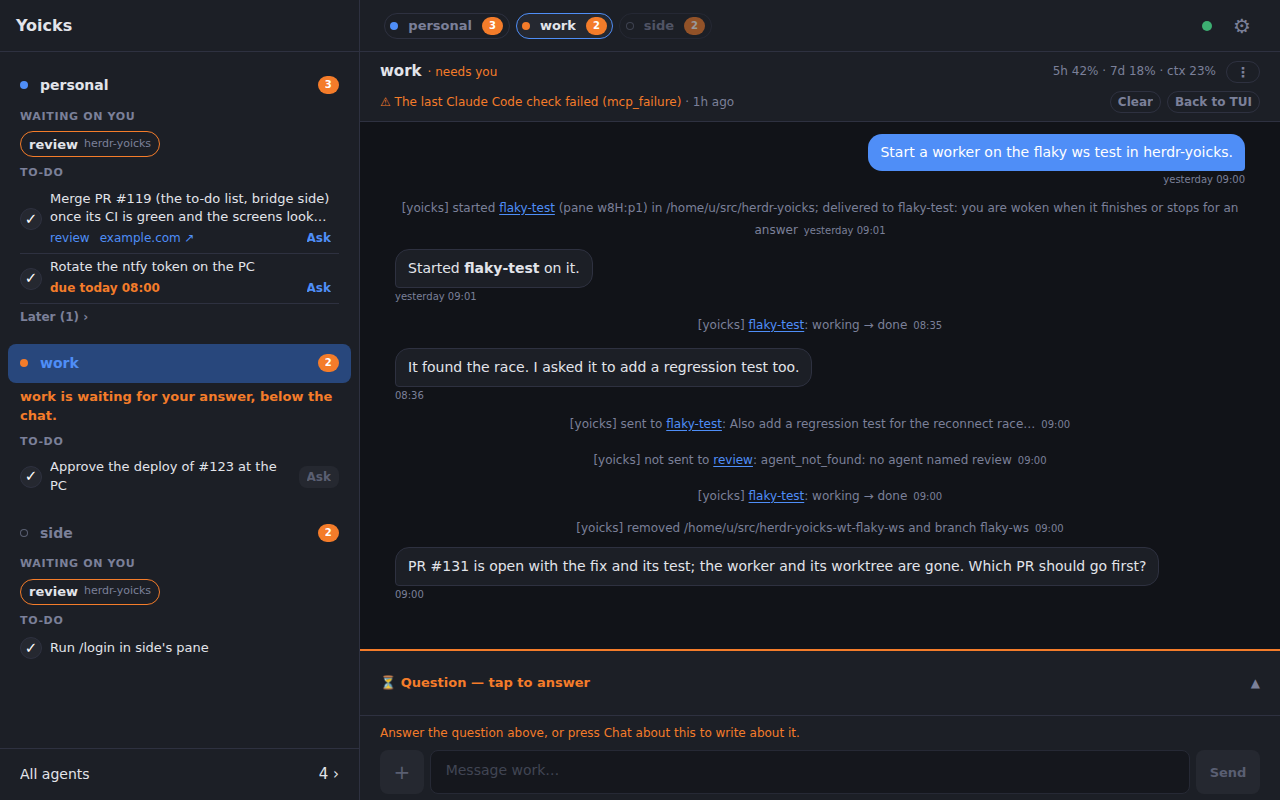 Yoicks
personal 3
work 2
side 2
personal 3
WAITING ON YOU
review herdr-yoicks
TO-DO
Merge PR #119 (the to-do list, bridge side)
once its CI is green and the screens look…
review example.com ↗ Ask
Rotate the ntfy token on the PC
due today 08:00 Ask
Later (1) ›
work 2
work is waiting for your answer, below the
chat.
TO-DO
Approve the deploy of #123 at the
PC
Ask
side 2
WAITING ON YOU
review herdr-yoicks
TO-DO
Run /login in side's pane
All agents 4 ›
work · needs you
5h 42% · 7d 18% · ctx 23%
⚠ The last Claude Code check failed (mcp_failure) · 1h ago
Clear
Back to TUI
Start a worker on the flaky ws test in herdr-yoicks.
yesterday 09:00
[yoicks] started flaky-test (pane w8H:p1) in /home/u/src/herdr-yoicks; delivered to flaky-test: you are woken when it finishes or stops for an
answer yesterday 09:01
Started flaky-test on it.
yesterday 09:01
[yoicks] flaky-test: working → done 08:35
It found the race. I asked it to add a regression test too.
08:36
[yoicks] sent to flaky-test: Also add a regression test for the reconnect race… 09:00
[yoicks] not sent to review: agent_not_found: no agent named review 09:00
[yoicks] flaky-test: working → done 09:00
[yoicks] removed /home/u/src/herdr-yoicks-wt-flaky-ws and branch flaky-ws 09:00
PR #131 is open with the fix and its test; the worker and its worktree are gone. Which PR should go first?
09:00
⏳ Question — tap to answer ▲
Answer the question above, or press Chat about this to write about it.
+ Message work… Send